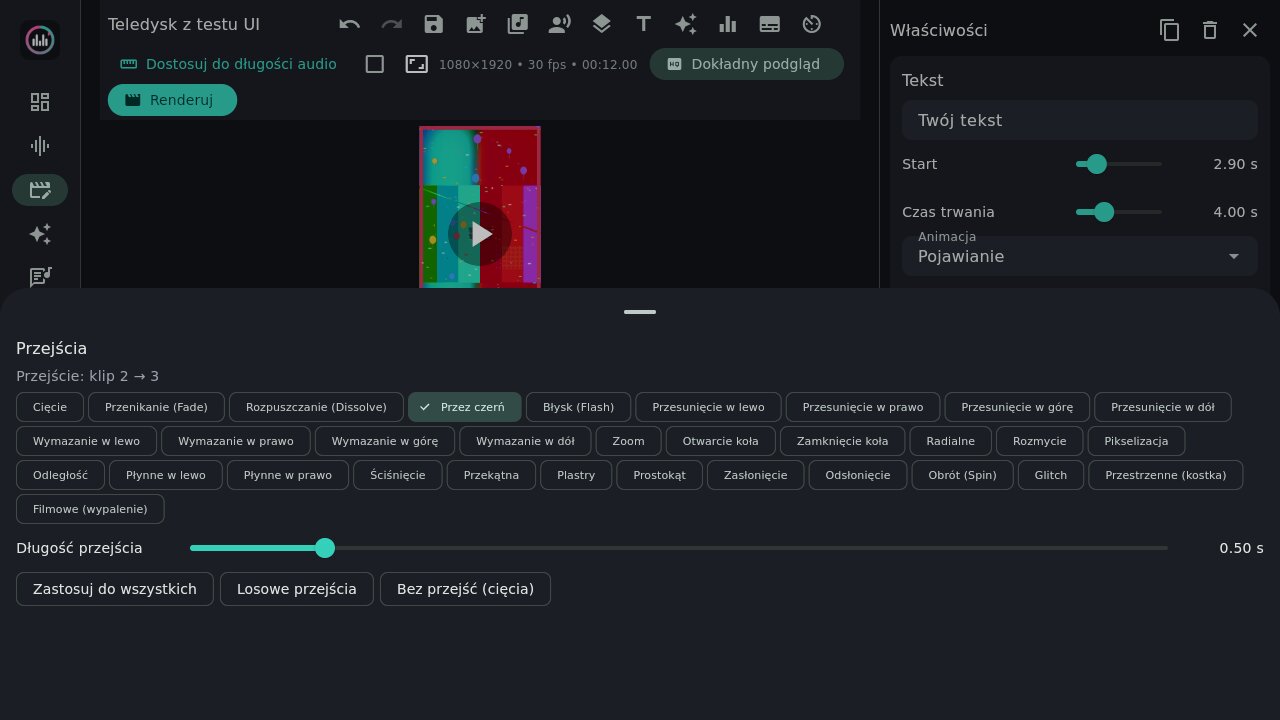 Teledysk z testu UI
Dostosuj do długości audio
1080×1920 • 30 fps • 00:12.00
HQ Dokładny podgląd
Renderuj
Właściwości
Tekst
Twój tekst
Start 2.90 s
Czas trwania 4.00 s
Animacja
Pojawianie
Przejścia
Przejście: klip 2 → 3
Cięcie Przenikanie (Fade) Rozpuszczanie (Dissolve) Przez czerń Błysk (Flash) Przesunięcie w lewo Przesunięcie w prawo Przesunięcie w górę Przesunięcie w dół
Wymazanie w lewo Wymazanie w prawo Wymazanie w górę Wymazanie w dół Zoom Otwarcie koła Zamknięcie koła Radialne Rozmycie Pikselizacja
Odległość Płynne w lewo Płynne w prawo Ściśnięcie Przekątna Plastry Prostokąt Zasłonięcie Odsłonięcie Obrót (Spin) Glitch Przestrzenne (kostka)
Filmowe (wypalenie)
Długość przejścia 0.50 s
Zastosuj do wszystkich Losowe przejścia Bez przejść (cięcia)